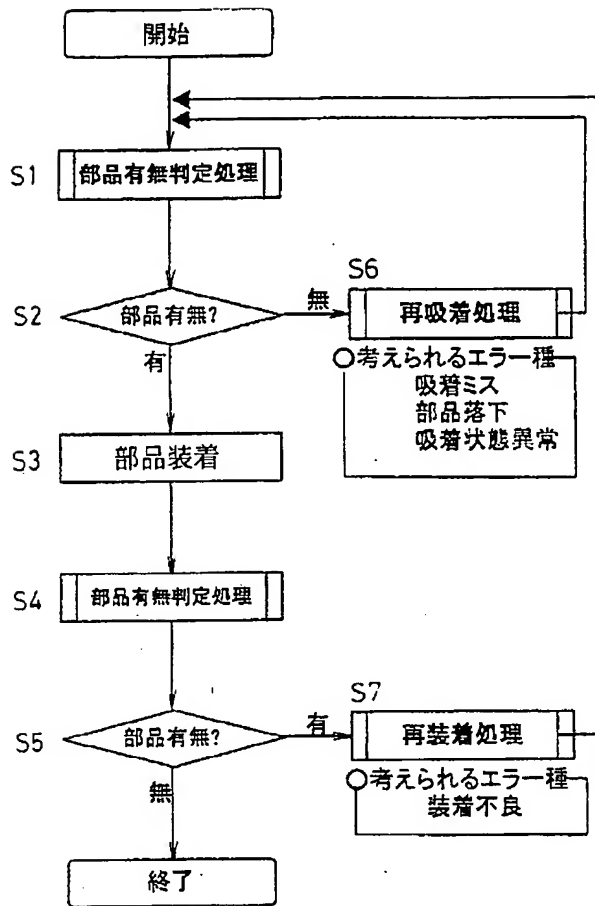 開始
S1
部品有無判定処理
S2
部品有無?
無
有
S6
再吸着処理
考えられるエラー種
吸着ミス
部品落下
吸着状態異常
S3
部品装着
S4
部品有無判定処理
S5
部品有無?
有
無
S7
再装着処理
考えられるエラー種
装着不良
終了